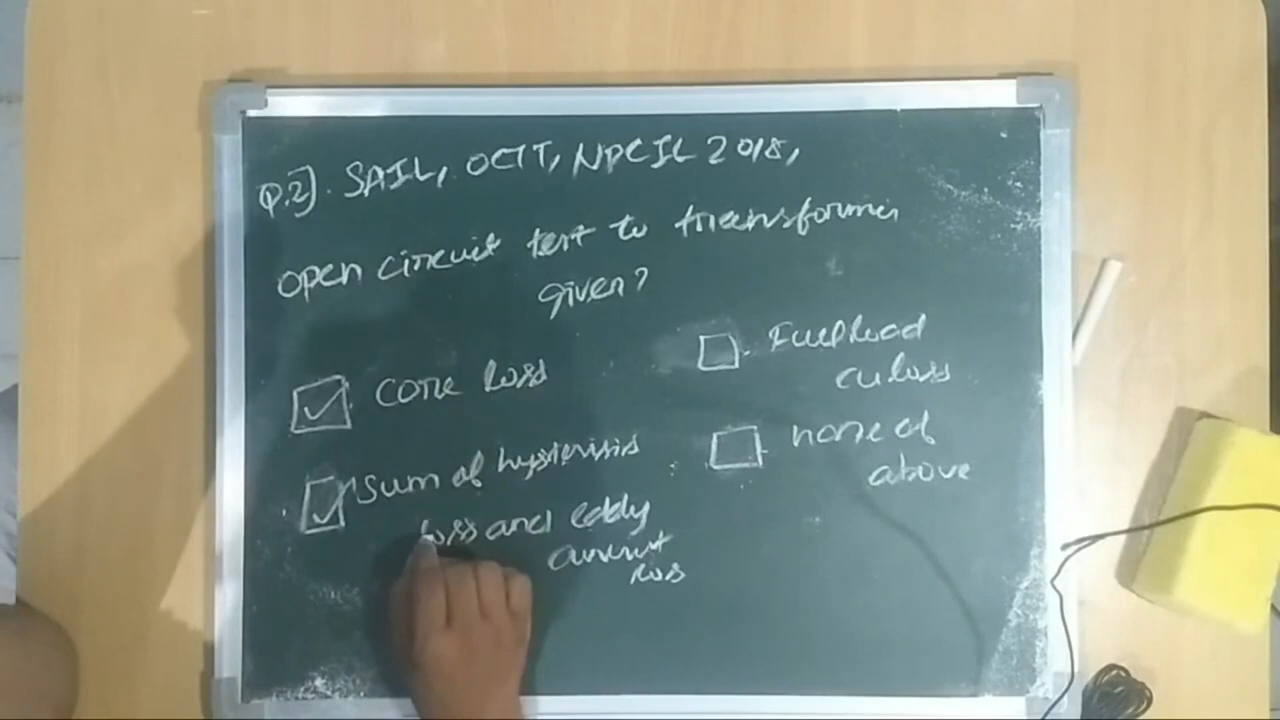 Q.2]. SAIL, OCTT, NPCIL 2018,
open circuit test to transformer
given?
core loss
Sum of hysterisis
loss and eddy
current
loss
Full load
cu loss
none of
above